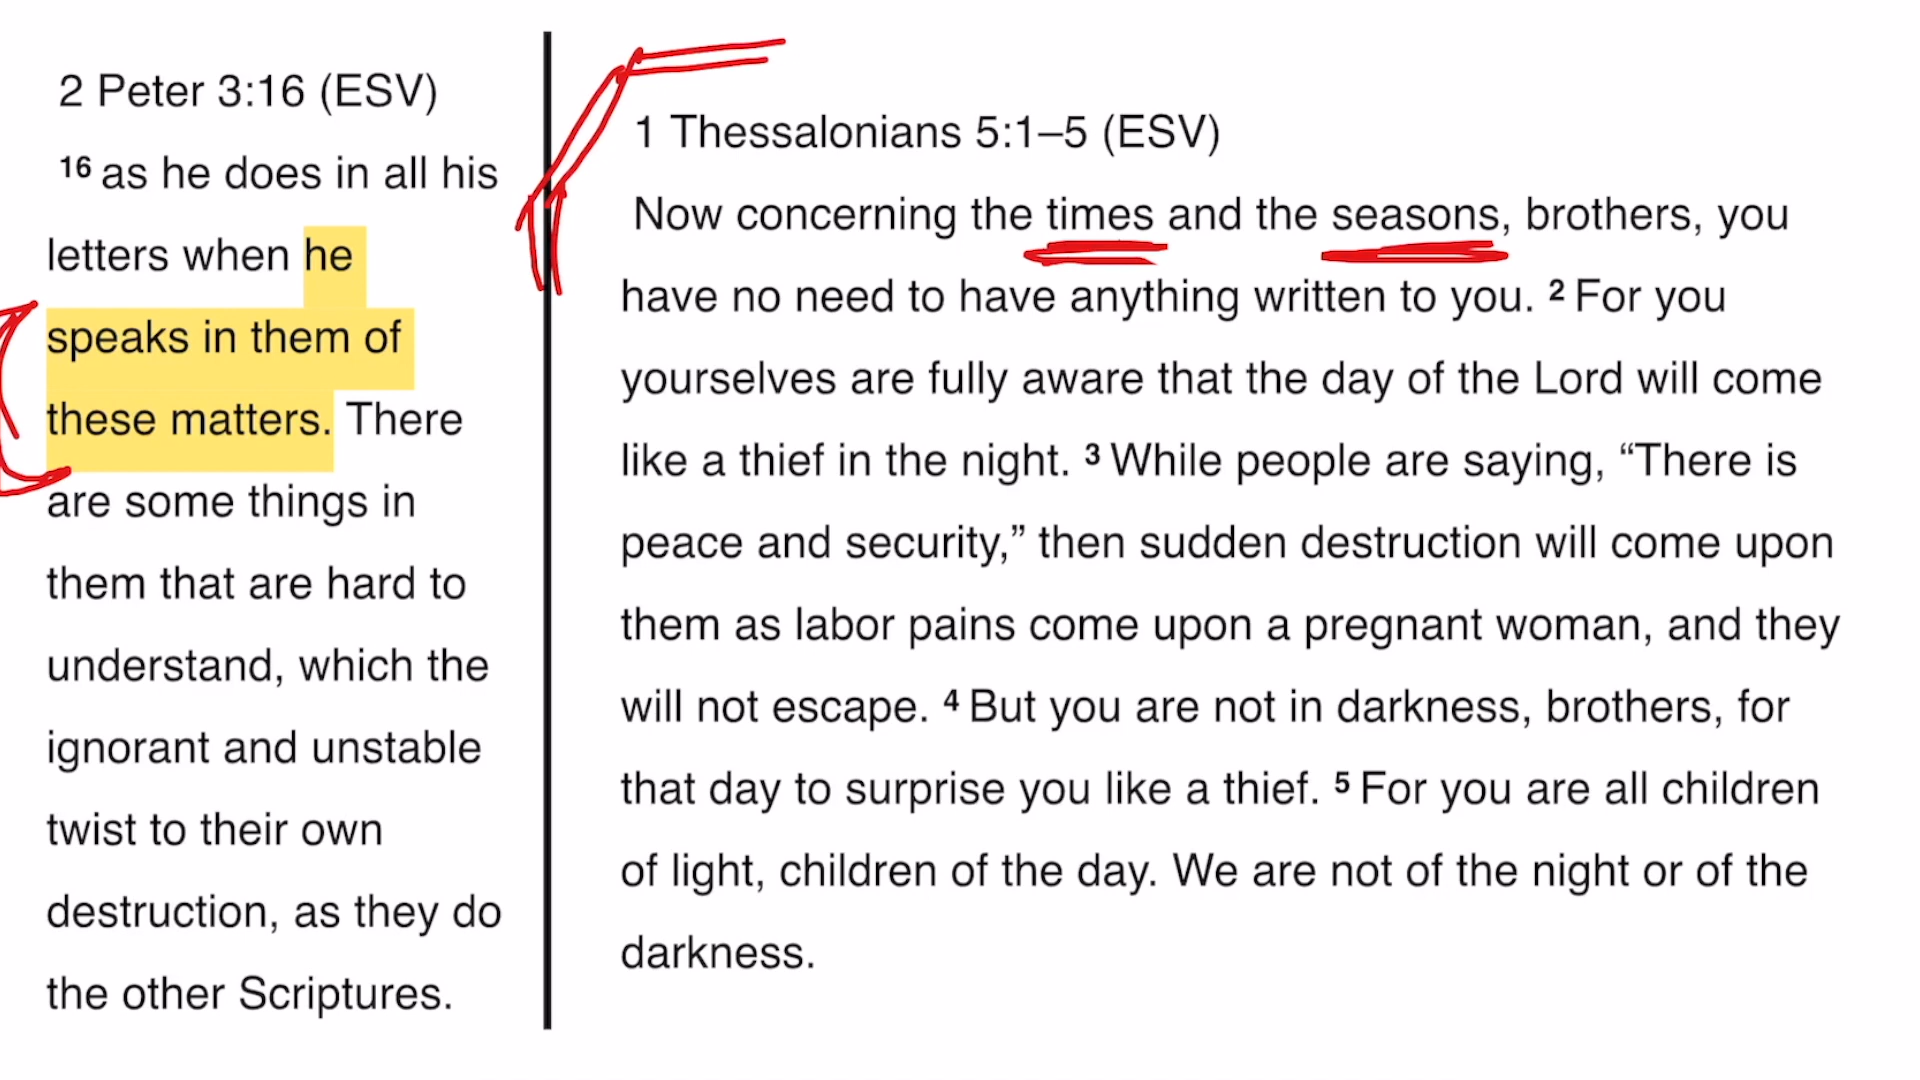 2 Peter 3:16 (ESV)
16 as he does in all his
letters when he
speaks in them of
these matters. There
are some things in
them that are hard to
understand, which the
ignorant and unstable
twist to their own
destruction, as they do
the other Scriptures.
1 Thessalonians 5:1–5 (ESV)
Now concerning the times and the seasons, brothers, you
have no need to have anything written to you. 2 For you
yourselves are fully aware that the day of the Lord will come
like a thief in the night. 3 While people are saying, “There is
peace and security,” then sudden destruction will come upon
them as labor pains come upon a pregnant woman, and they
will not escape. 4 But you are not in darkness, brothers, for
that day to surprise you like a thief. 5 For you are all children
of light, children of the day. We are not of the night or of the
darkness.